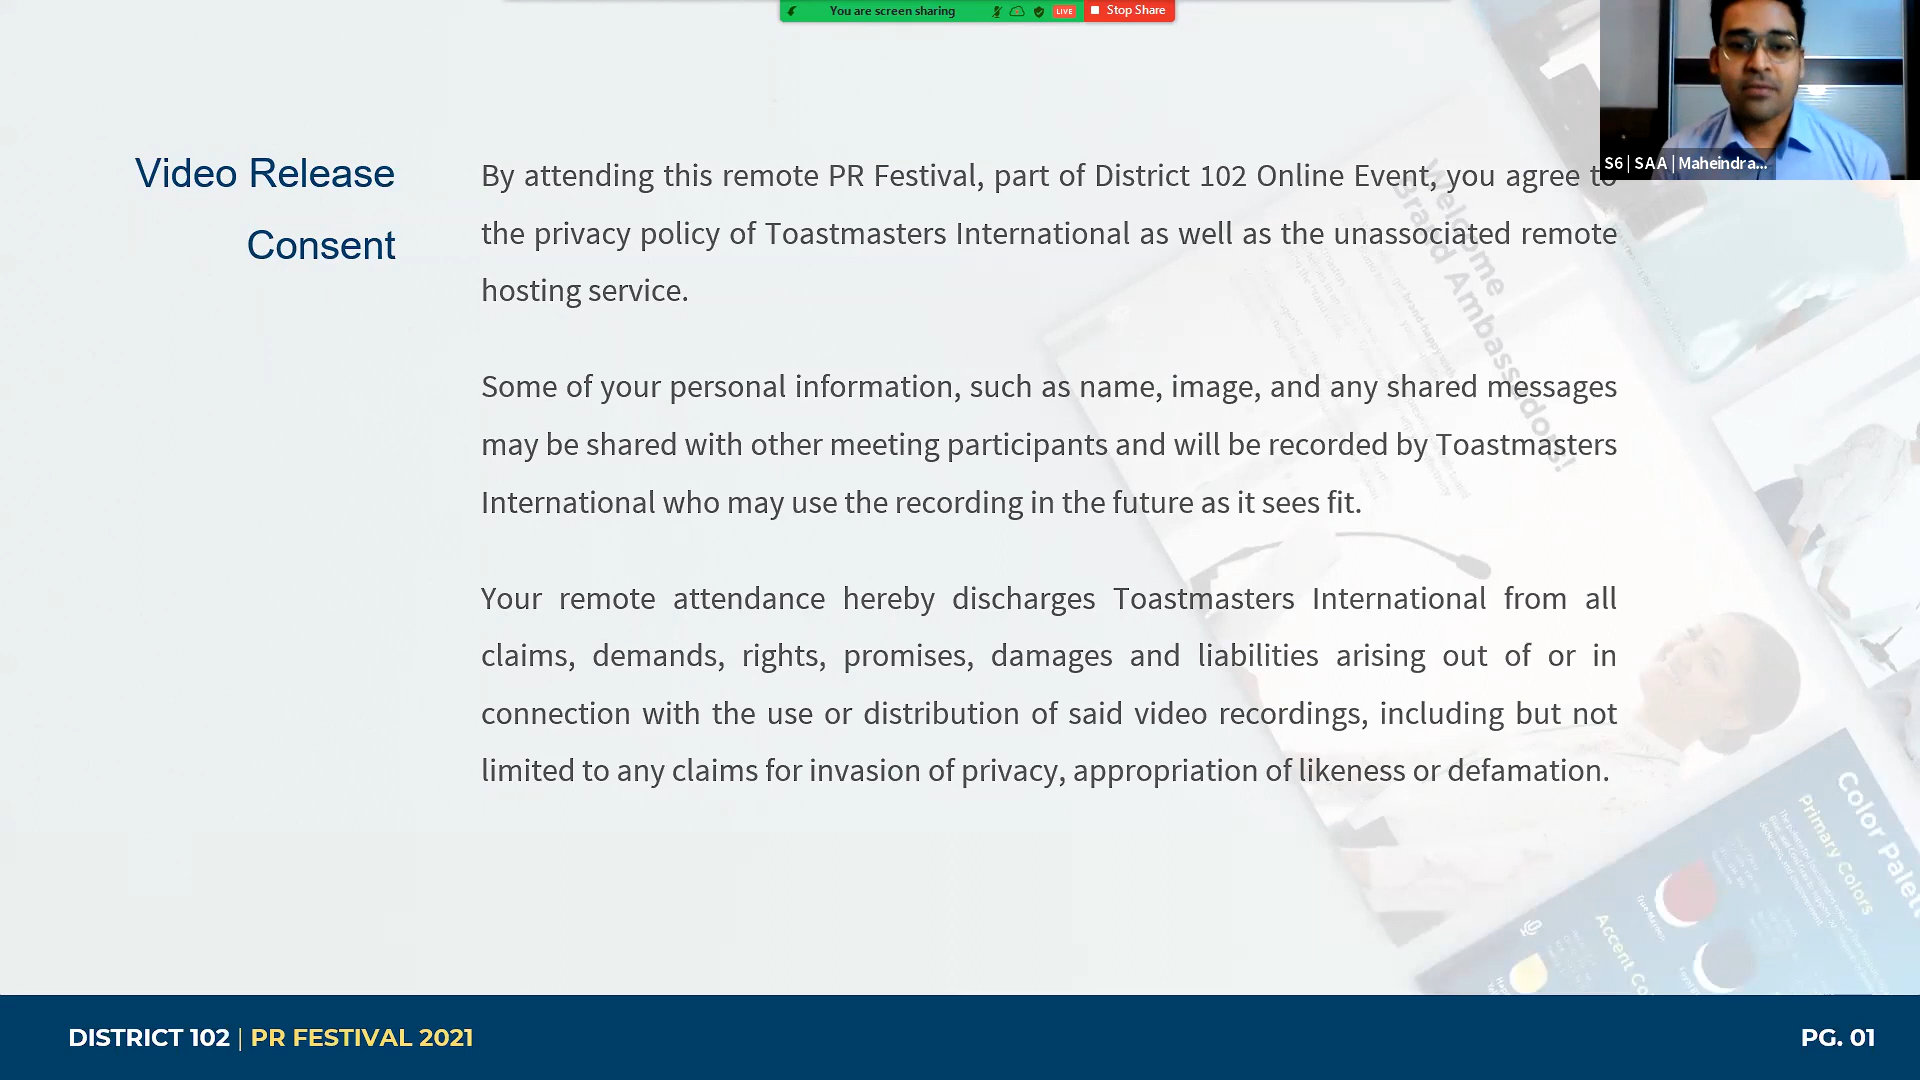 You are screen sharing
LIVE
Stop Share
S6 | SAA | Maheindra...
Video Release
Consent
By attending this remote PR Festival, part of District 102 Online Event, you agree to
the privacy policy of Toastmasters International as well as the unassociated remote
hosting service.
Some of your personal information, such as name, image, and any shared messages
may be shared with other meeting participants and will be recorded by Toastmasters
International who may use the recording in the future as it sees fit.
Your remote attendance hereby discharges Toastmasters International from all
claims, demands, rights, promises, damages and liabilities arising out of or in
connection with the use or distribution of said video recordings, including but not
limited to any claims for invasion of privacy, appropriation of likeness or defamation.
Welcome
Brand Ambassadors!
Color
Primary Colors
True Maroon
Accent
DISTRICT 102 | PR FESTIVAL 2021
PG. 01